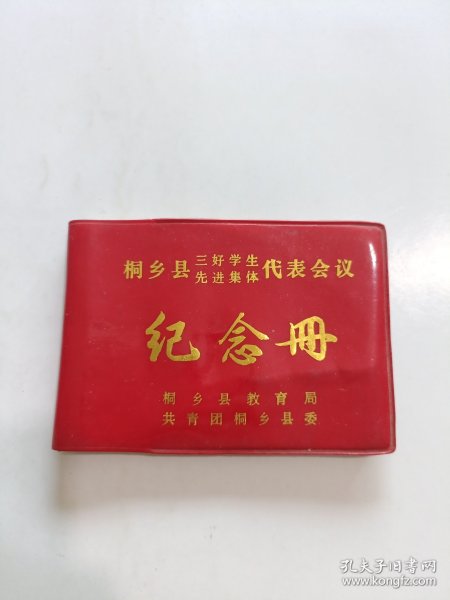 桐乡县三好学生先进集体代表会议
纪念册
桐乡县教育局
共青团桐乡县委
孔夫子旧书网
www.kongfz.com